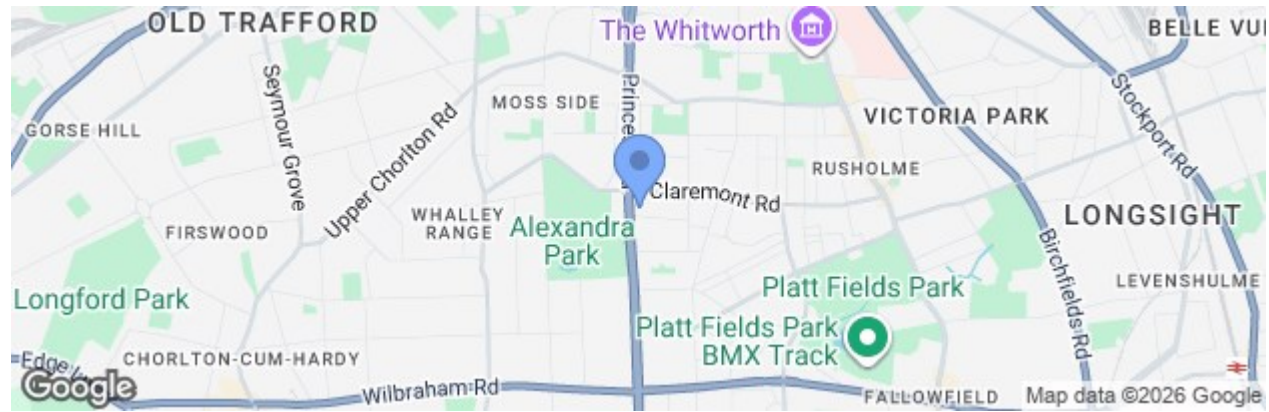 OLD TRAFFORD
The Whitworth
BELLE VU
Seymour Grove
Princes
Stockport Rd
MOSS SIDE
GORSE HILL
VICTORIA PARK
Upper Chorlton Rd
RUSHOLME
Claremont Rd
WHALLEY
RANGE
LONGSIGHT
FIRSWOOD
Alexandra
Park
Birchfields Rd
LEVENSHULME
Platt Fields Park
Longford Park
Platt Fields Park
BMX Track
Edge
CHORLTON-CUM-HARDY
Wilbraham Rd
FALLOWFIELD
Google
Map data ©2026 Google